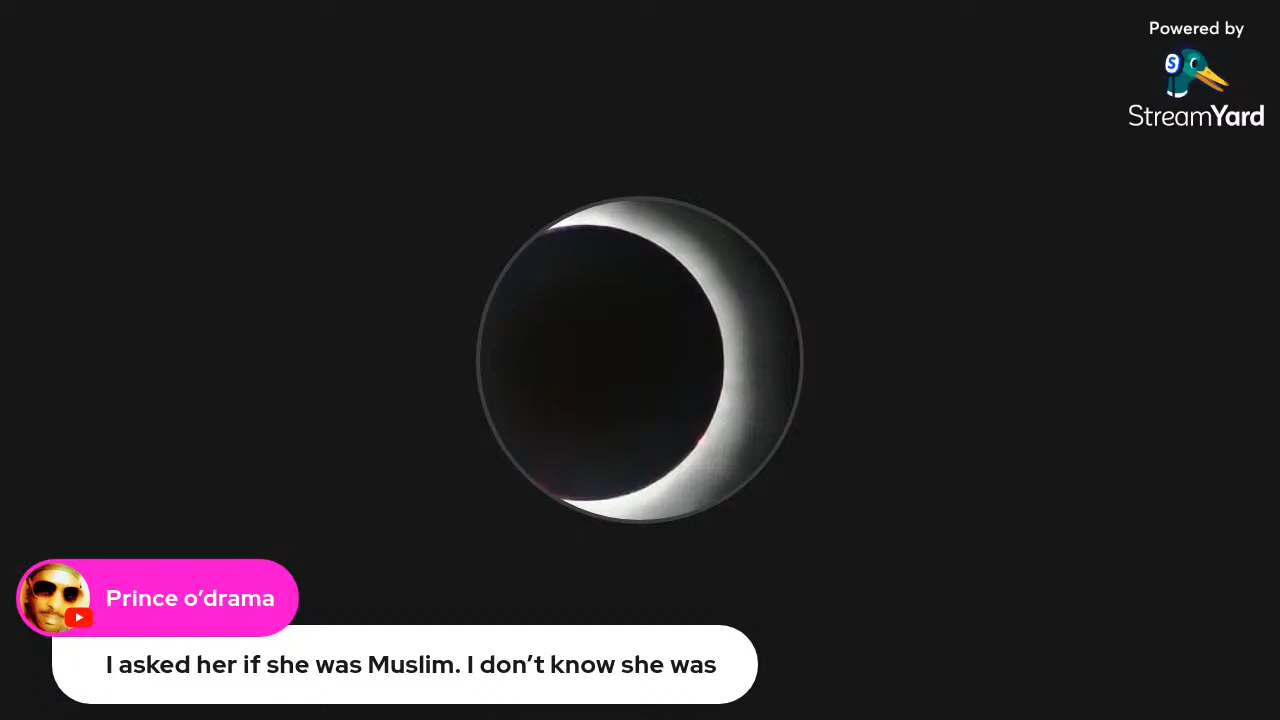 Powered by
S
StreamYard
Prince o’drama
I asked her if she was Muslim. I don’t know she was